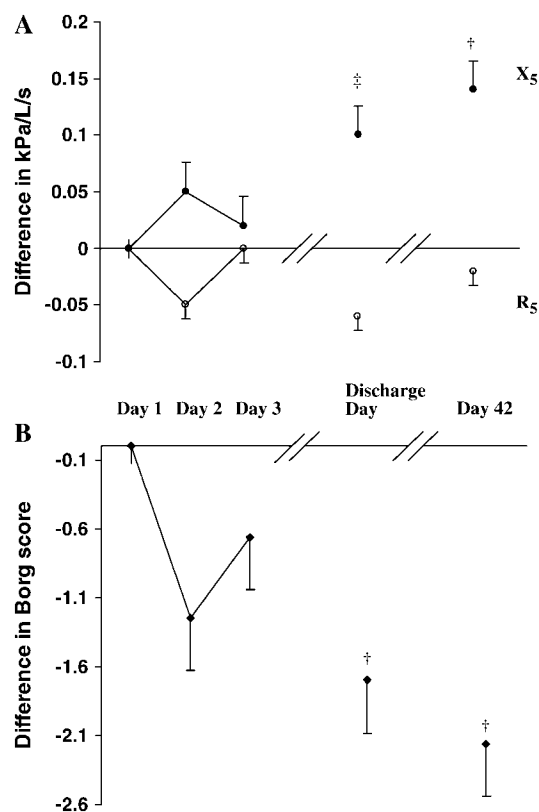 A
0.2
‡
†
X5
0.15
0.1
0.05
0
-0.05
-0.1
R5
Difference in kPa/L/s
Day 1
Day 2
Day 3
Discharge
Day
Day 42
B
-0.1
-0.6
-1.1
-1.6
-2.1
-2.6
†
†
Difference in Borg score